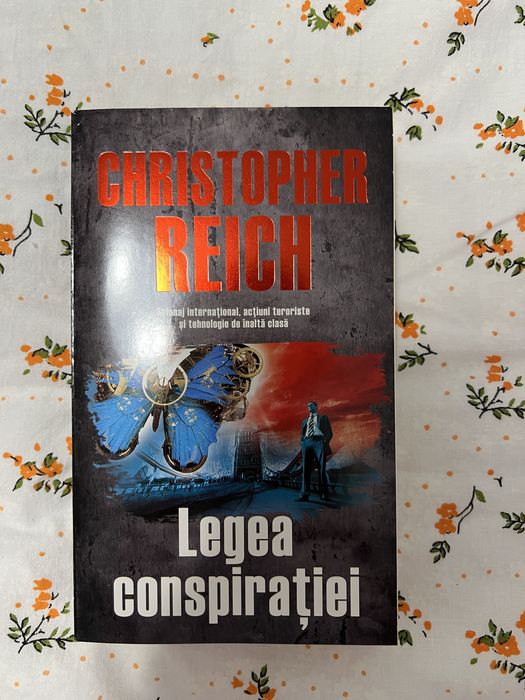 CHRISTOPHER
REICH
Spionaj internațional, acțiuni teroriste
și tehnologie de înaltă clasă
Legea
conspirației